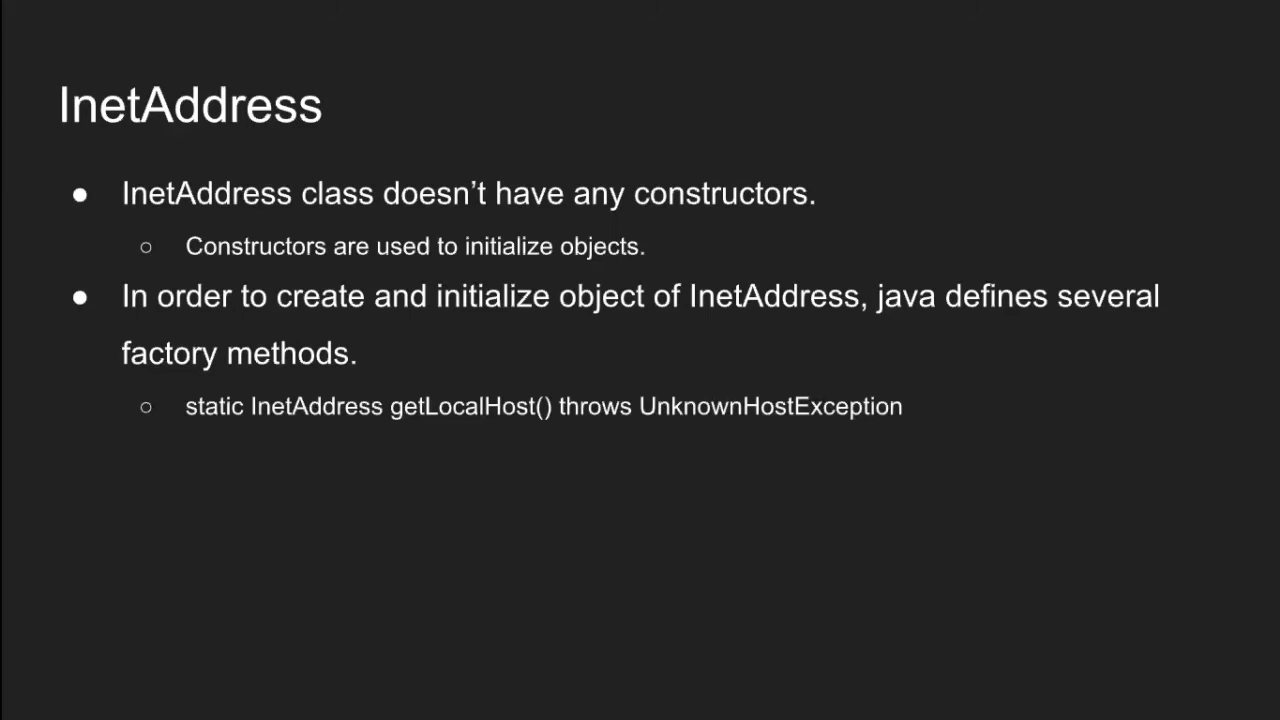 InetAddress
● InetAddress class doesn’t have any constructors.
○ Constructors are used to initialize objects.
● In order to create and initialize object of InetAddress, java defines several
factory methods.
○ static InetAddress getLocalHost() throws UnknownHostException